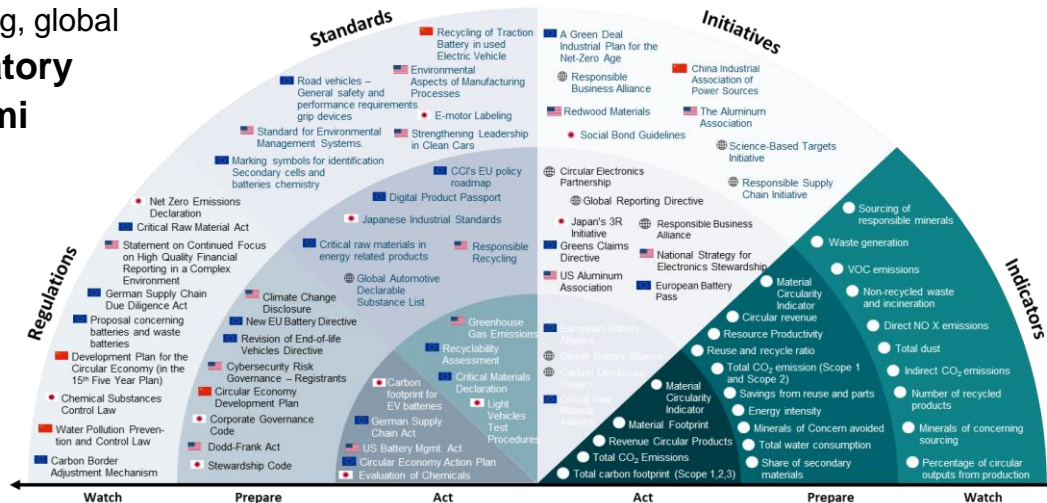 g, global
atory
mi
Standards
Initiatives
Regulations
Indicators
Recycling of Traction
Battery in used
Electric Vehicle
Environmental
Aspects of Manufacturing
Processes
Road vehicles –
General safety and
performance requirements
grip devices
E-motor Labeling
Standard for Environmental
Management Systems.
Strengthening Leadership
in Clean Cars
Marking symbols for identification
Secondary cells and
batteries chemistry
CCI's EU policy
roadmap
Digital Product Passport
Japanese Industrial Standards
Critical raw materials in
energy related products
Responsible
Recycling
Global Automotive
Declarable
Substance List
Greenhouse
Gas Emissions
Recyclability
Assessment
Critical Materials
Declaration
Light
Vehicles
Test
Procedures
A Green Deal
Industrial Plan for the
Net-Zero Age
Responsible
Business Alliance
China Industrial
Association of
Power Sources
Redwood Materials
The Aluminum
Association
Social Bond Guidelines
Science-Based Targets
Initiative
Responsible Supply
Chain Initiative
Circular Electronics
Partnership
Global Reporting Directive
Japan's 3R
Initiative
Responsible Business
Alliance
Greens Claims
Directive
National Strategy for
Electronics Stewardship
US Aluminum
Association
European Battery
Pass
European Battery
Alliance
Global Battery Alliance
Carbon Disclosure
Project
Critical Raw
Material
Alliance
Net Zero Emissions
Declaration
Critical Raw Material Act
Statement on Continued Focus
on High Quality Financial
Reporting in a Complex
Environment
German Supply Chain
Due Diligence Act
Proposal concerning
batteries and waste
batteries
Development Plan for the
Circular Economy (in the
15th Five Year Plan)
Chemical Substances
Control Law
Water Pollution Preven-
tion and Control Law
Carbon Border
Adjustment Mechanism
Climate Change
Disclosure
New EU Battery Directive
Revision of End-of-life
Vehicles Directive
Cybersecurity Risk
Governance – Registrants
Circular Economy
Development Plan
Corporate Governance
Code
Dodd-Frank Act
Stewardship Code
Carbon
footprint for
EV batteries
German Supply
Chain Act
US Battery Mgmt. Act
Circular Economy Action Plan
Evaluation of Chemicals
Material
Circularity
Indicator
Material Footprint
Revenue Circular Products
Total CO2 Emissions
Total carbon footprint (Scope 1,2,3)
Material
Circularity
Indicator
Circular revenue
Resource Productivity
Reuse and recycle ratio
Total CO2 emission (Scope 1
and Scope 2)
Savings from reuse and parts
Energy intensity
Minerals of Concern avoided
Total water consumption
Share of secondary
materials
Sourcing of
responsible minerals
Waste generation
VOC emissions
Non-recycled waste
and incineration
Direct NO X emissions
Total dust
Indirect CO2 emissions
Number of recycled
products
Minerals of concerning
sourcing
Percentage of circular
outputs from production
Watch
Prepare
Act
Act
Prepare
Watch